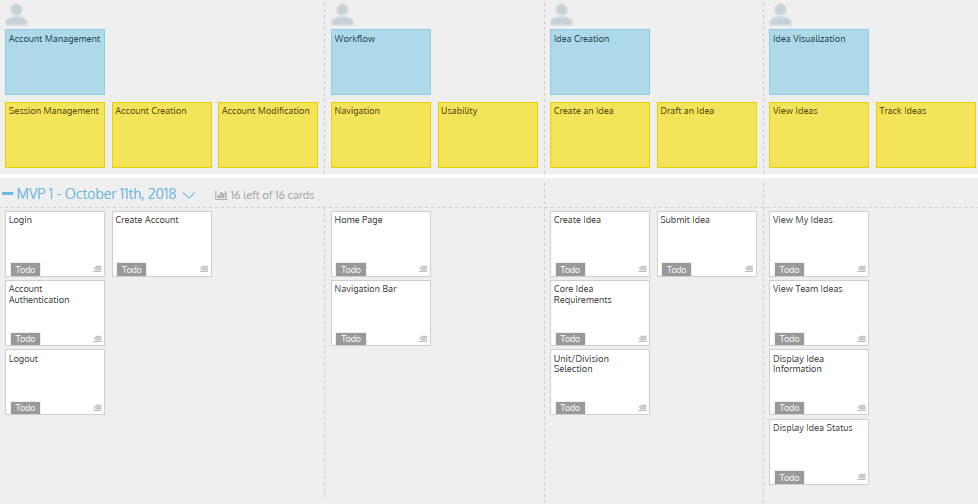 Account Management
Workflow
Idea Creation
Idea Visualization
Session Management
Account Creation
Account Modification
Navigation
Usability
Create an Idea
Draft an Idea
View Ideas
Track Ideas
MVP 1 - October 11th, 2018
16 left of 16 cards
Login
Todo
Create Account
Todo
Home Page
Todo
Create Idea
Todo
Submit Idea
Todo
View My Ideas
Todo
Account
Authentication
Todo
Navigation Bar
Todo
Core Idea
Requirements
Todo
View Team Ideas
Todo
Logout
Todo
Unit/Division
Selection
Todo
Display Idea
Information
Todo
Display Idea Status
Todo